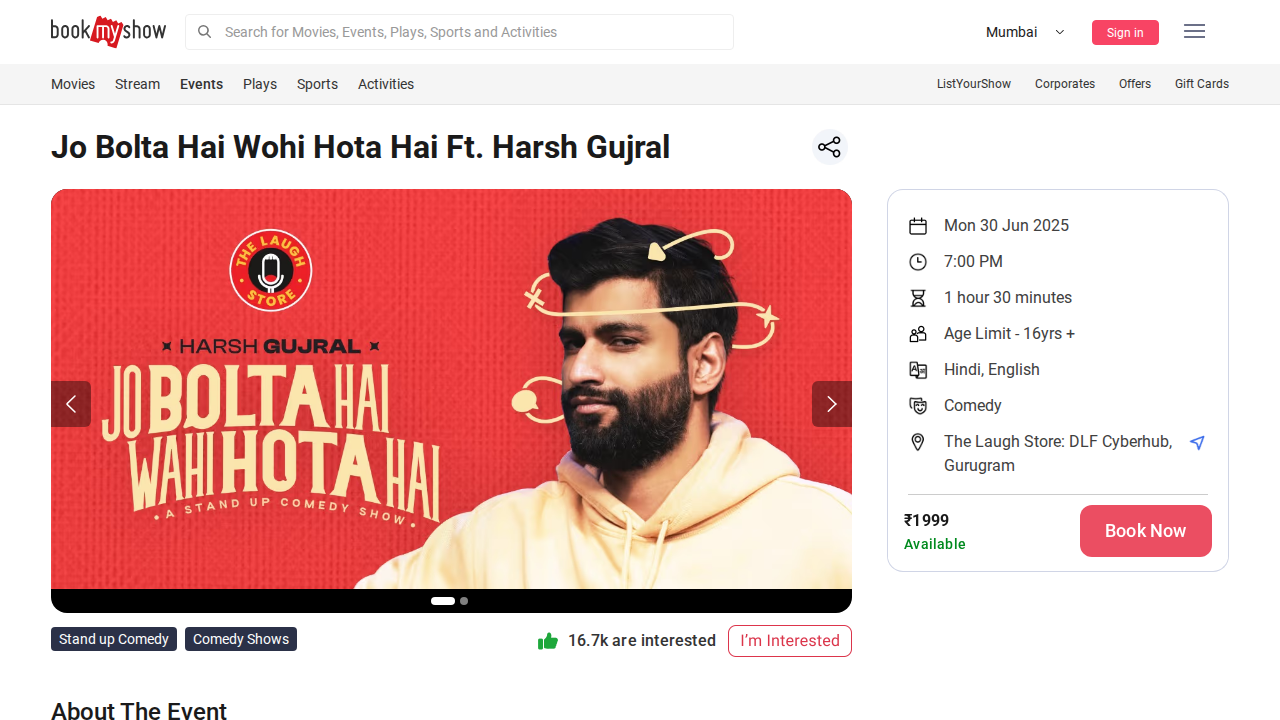 bookmyshow
Search for Movies, Events, Plays, Sports and Activities
Mumbai
Sign in
Movies Stream Events Plays Sports Activities
ListYourShow Corporates Offers Gift Cards
Jo Bolta Hai Wohi Hota Hai Ft. Harsh Gujral
THE LAUGH
STORE
HARSH GUJRAL
JO BOLTA HAI
WAHI HOTA HAI
• A STAND UP COMEDY SHOW •
Mon 30 Jun 2025
7:00 PM
1 hour 30 minutes
Age Limit - 16yrs +
Hindi, English
Comedy
The Laugh Store: DLF Cyberhub,
Gurugram
₹1999
Available
Book Now
Stand up Comedy Comedy Shows
16.7k are interested
I'm Interested
About The Event